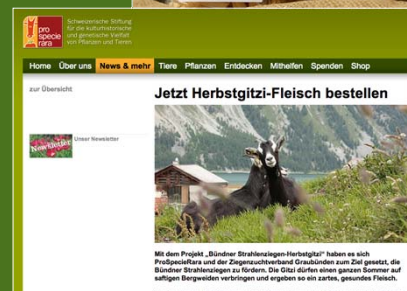 pro
specie
rara
Schweizerische Stiftung
für die kulturhistorische
und genetische Vielfalt
von Pflanzen und Tieren
Home Über uns News & mehr Tiere Pflanzen Entdecken Mithelfen Spenden Shop
zur Übersicht
Jetzt Herbstgitzi-Fleisch bestellen
Newsletter
Unser Newsletter
Mit dem Projekt „Bündner Strahlenziegen-Herbstgitzi" haben es sich
ProSpecieRara und der Ziegenzuchtverband Graubünden zum Ziel gesetzt, die
Bündner Strahlenziegen zu fördern. Die Gitzi dürfen einen ganzen Sommer auf
saftigen Bergweiden verbringen und ergeben so ein zartes, gesundes Fleisch.